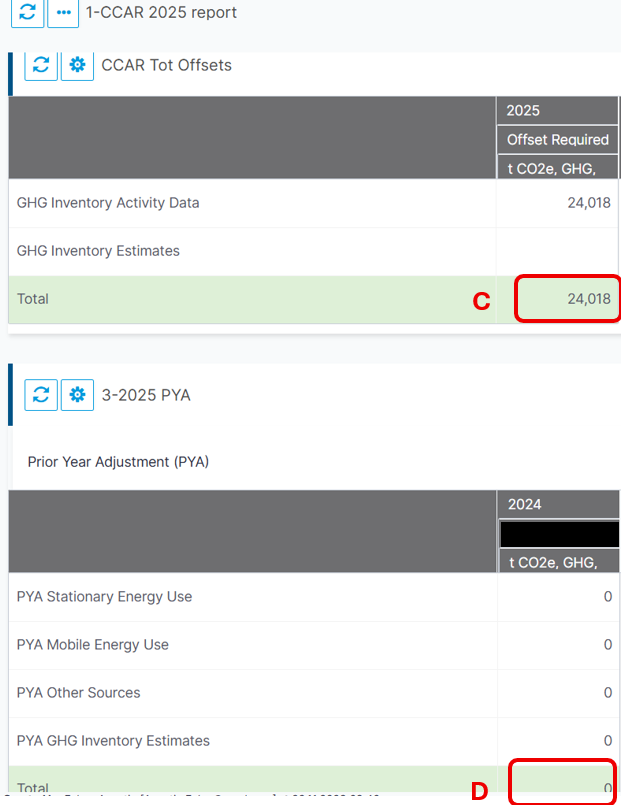 1-CCAR 2025 report
CCAR Tot Offsets
2025
Offset Required
t CO2e, GHG,
GHG Inventory Activity Data 24,018
GHG Inventory Estimates
Total C 24,018
3-2025 PYA
Prior Year Adjustment (PYA)
2024
t CO2e, GHG,
PYA Stationary Energy Use 0
PYA Mobile Energy Use 0
PYA Other Sources 0
PYA GHG Inventory Estimates 0
Total D 0